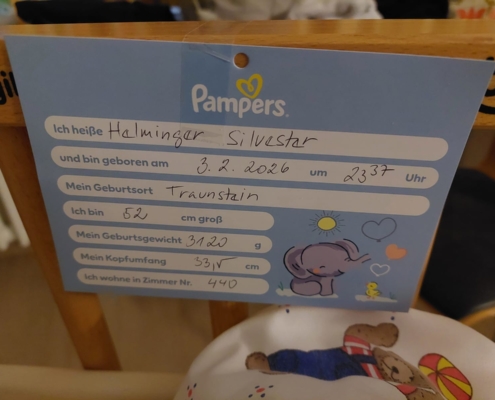 Pampers®
Ich heiße Halminger Silvester
und bin geboren am 3.2.2026 um 23 37 Uhr
Mein Geburtsort Traunstein
Ich bin 52 cm groß
Mein Geburtsgewicht 3120 g
Mein Kopfumfang 33,5 cm
Ich wohne in Zimmer Nr. 440